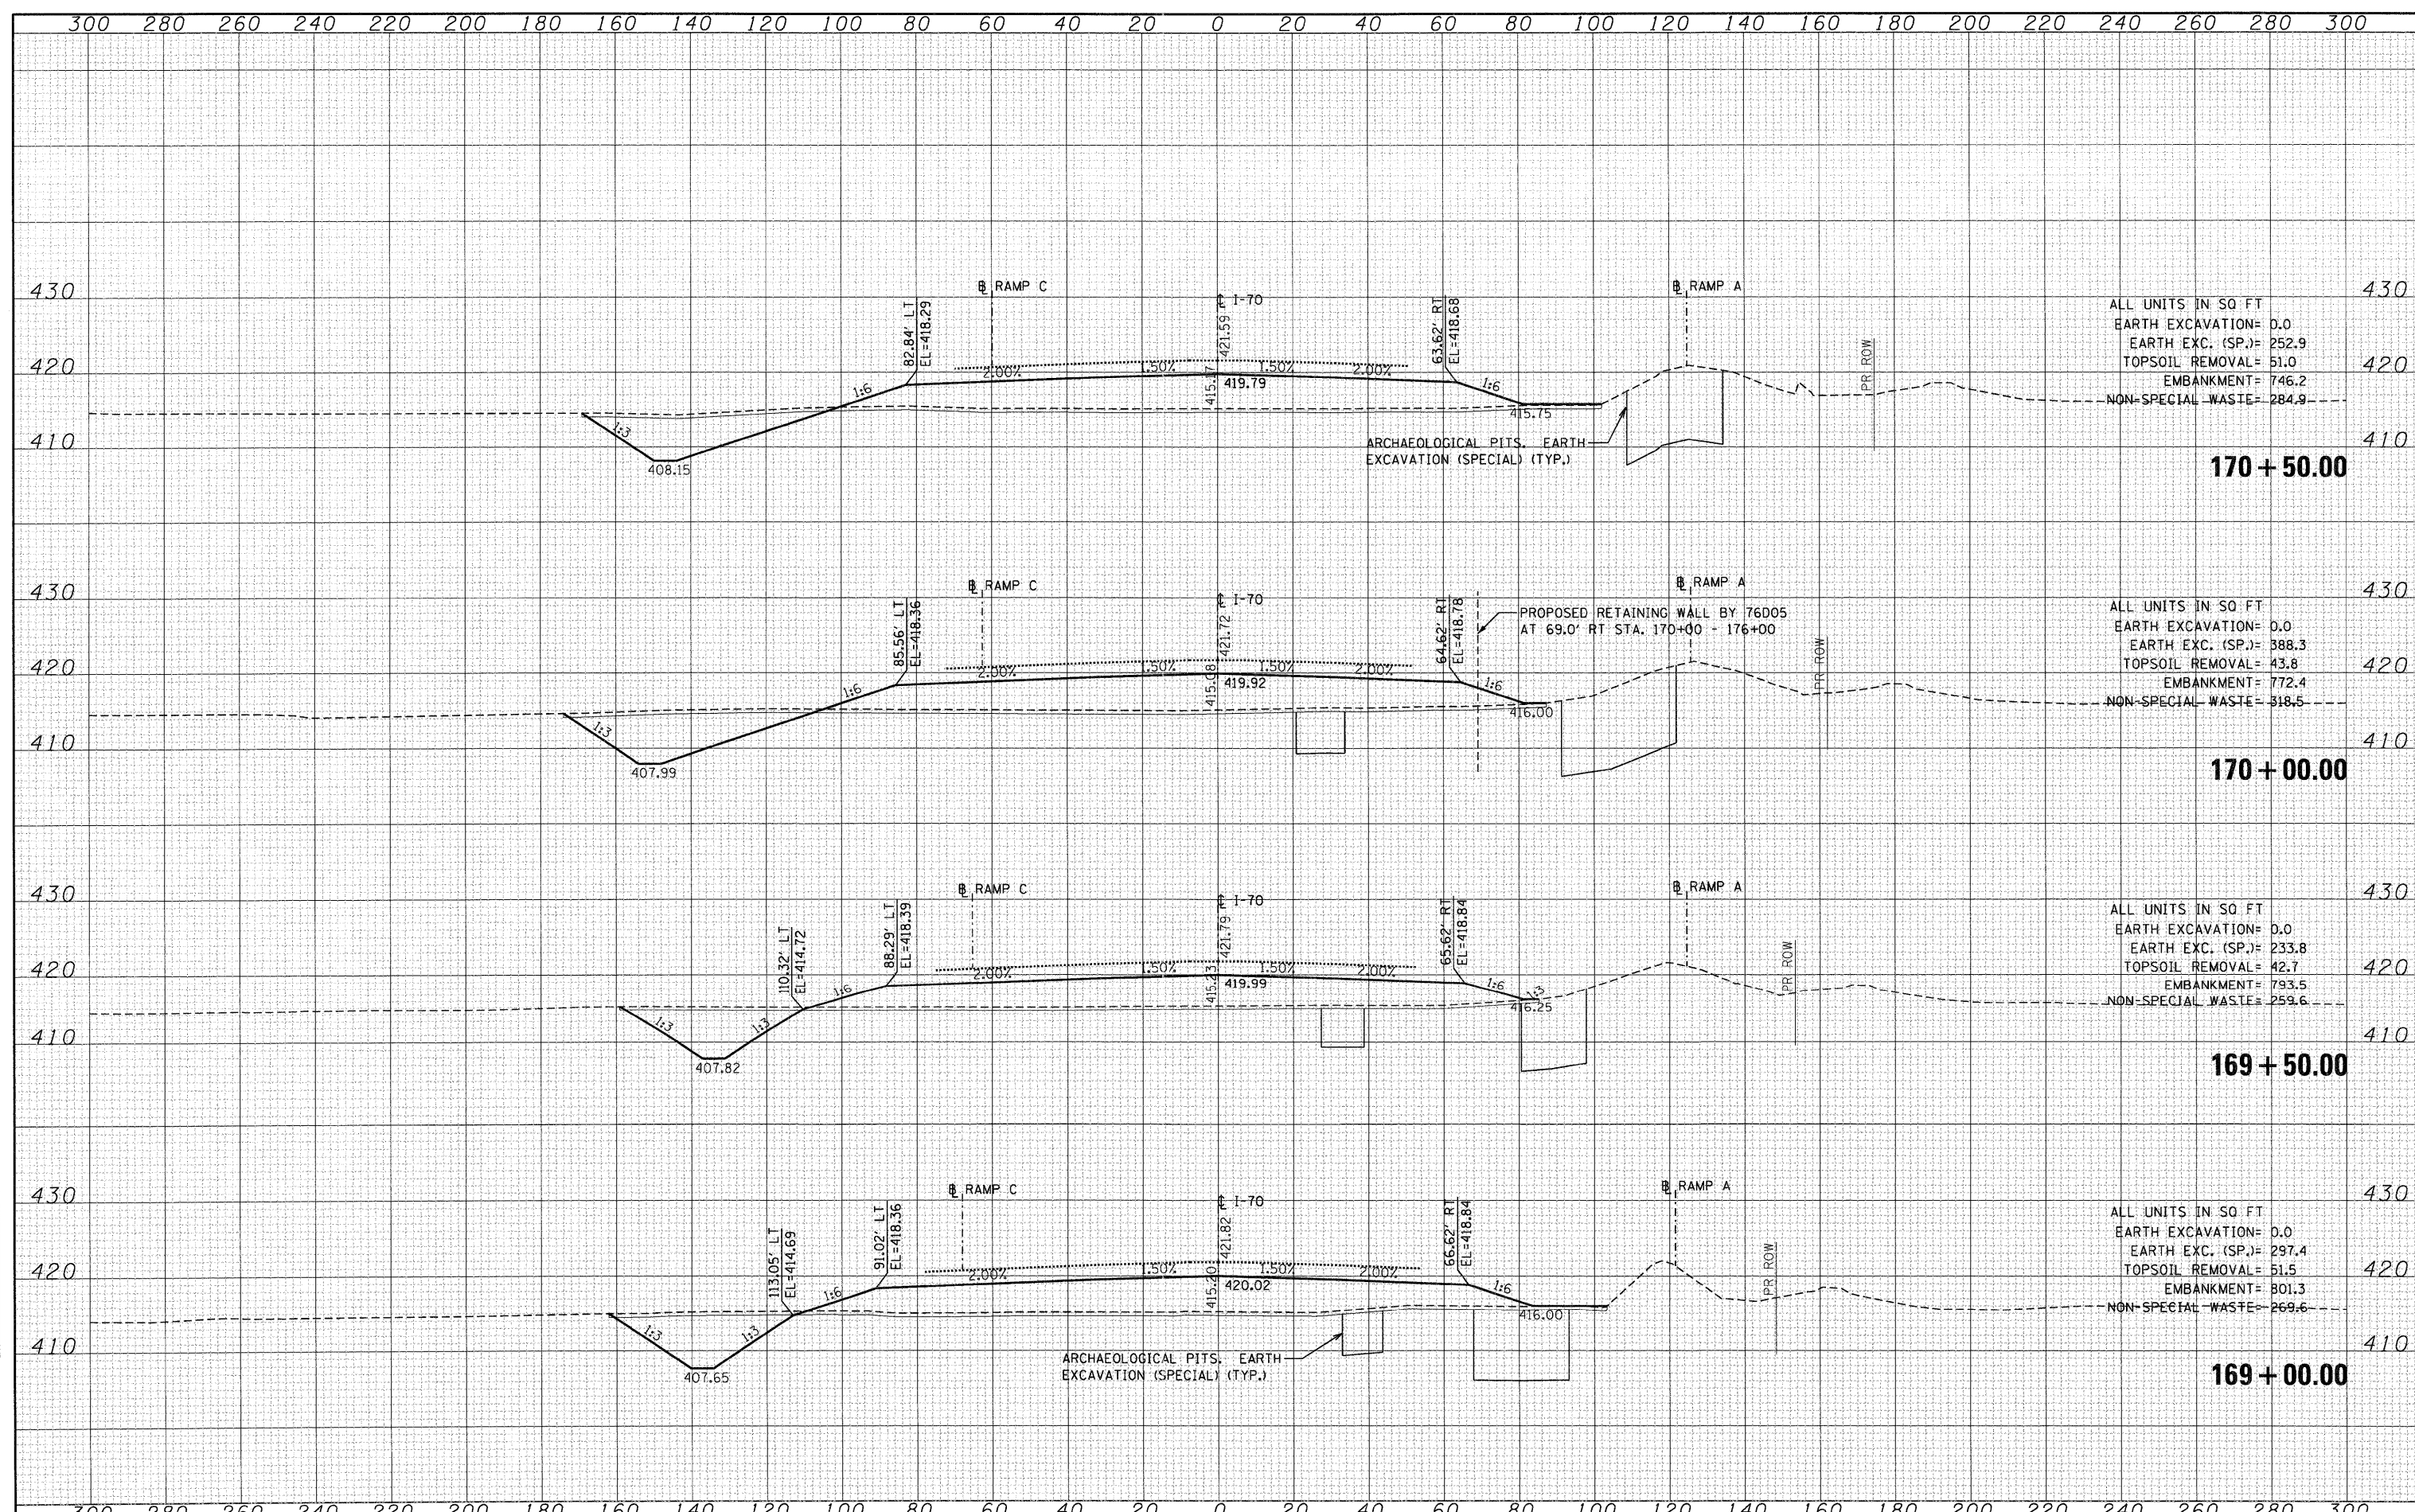 300 280 260 240 220 200 180 160 140 120 100 80 60 40 20 0 20 40 60 80 100 120 140 160 180 200 220 240 260 280 300
℄ RAMP C
℄ I-70
℄ RAMP A
430
430
82.84' LT
EL=418.29
421.59
63.62' RT
EL=418.68
ALL UNITS IN SQ FT
EARTH EXCAVATION= 0.0
EARTH EXC. (SP.)= 252.9
TOPSOIL REMOVAL= 51.0
EMBANKMENT= 746.2
NON-SPECIAL WASTE= 284.9
PR ROW
420
420
1:6
2.00%
1.50%
1.50%
2.00%
1:6
415.17
419.79
415.75
1:3
408.15
410
410
ARCHAEOLOGICAL PITS. EARTH
EXCAVATION (SPECIAL) (TYP.)
170+50.00
℄ RAMP C
℄ I-70
℄ RAMP A
430
430
85.56' LT
EL=418.36
421.72
64.62' RT
EL=418.78
PROPOSED RETAINING WALL BY 76D05
AT 69.0' RT STA. 170+00 - 176+00
ALL UNITS IN SQ FT
EARTH EXCAVATION= 0.0
EARTH EXC. (SP.)= 388.3
TOPSOIL REMOVAL= 43.8
EMBANKMENT= 772.4
NON-SPECIAL WASTE= 318.5
PR ROW
420
420
1:6
2.00%
1.50%
1.50%
2.00%
1:6
415.08
419.92
416.00
1:3
407.99
410
410
170+00.00
℄ RAMP C
℄ I-70
℄ RAMP A
430
430
110.32' LT
EL=414.72
88.29' LT
EL=418.39
421.79
65.62' RT
EL=418.84
ALL UNITS IN SQ FT
EARTH EXCAVATION= 0.0
EARTH EXC. (SP.)= 233.8
TOPSOIL REMOVAL= 42.7
EMBANKMENT= 793.5
NON-SPECIAL WASTE= 259.6
PR ROW
420
420
1:6
2.00%
1.50%
1.50%
2.00%
1:6
1:3
415.23
419.99
416.25
1:3
1:3
407.82
410
410
169+50.00
℄ RAMP C
℄ I-70
℄ RAMP A
430
430
113.05' LT
EL=414.69
91.02' LT
EL=418.36
421.82
66.62' RT
EL=418.84
ALL UNITS IN SQ FT
EARTH EXCAVATION= 0.0
EARTH EXC. (SP.)= 297.4
TOPSOIL REMOVAL= 51.5
EMBANKMENT= 801.3
NON-SPECIAL WASTE= 269.6
PR ROW
420
420
1:6
2.00%
1.50%
1.50%
2.00%
1:6
415.20
420.02
416.00
1:3
1:3
407.65
410
410
ARCHAEOLOGICAL PITS. EARTH
EXCAVATION (SPECIAL) (TYP.)
169+00.00
300 280 260 240 220 200 180 160 140 120 100 80 60 40 20 0 20 40 60 80 100 120 140 160 180 200 220 240 260 280 300